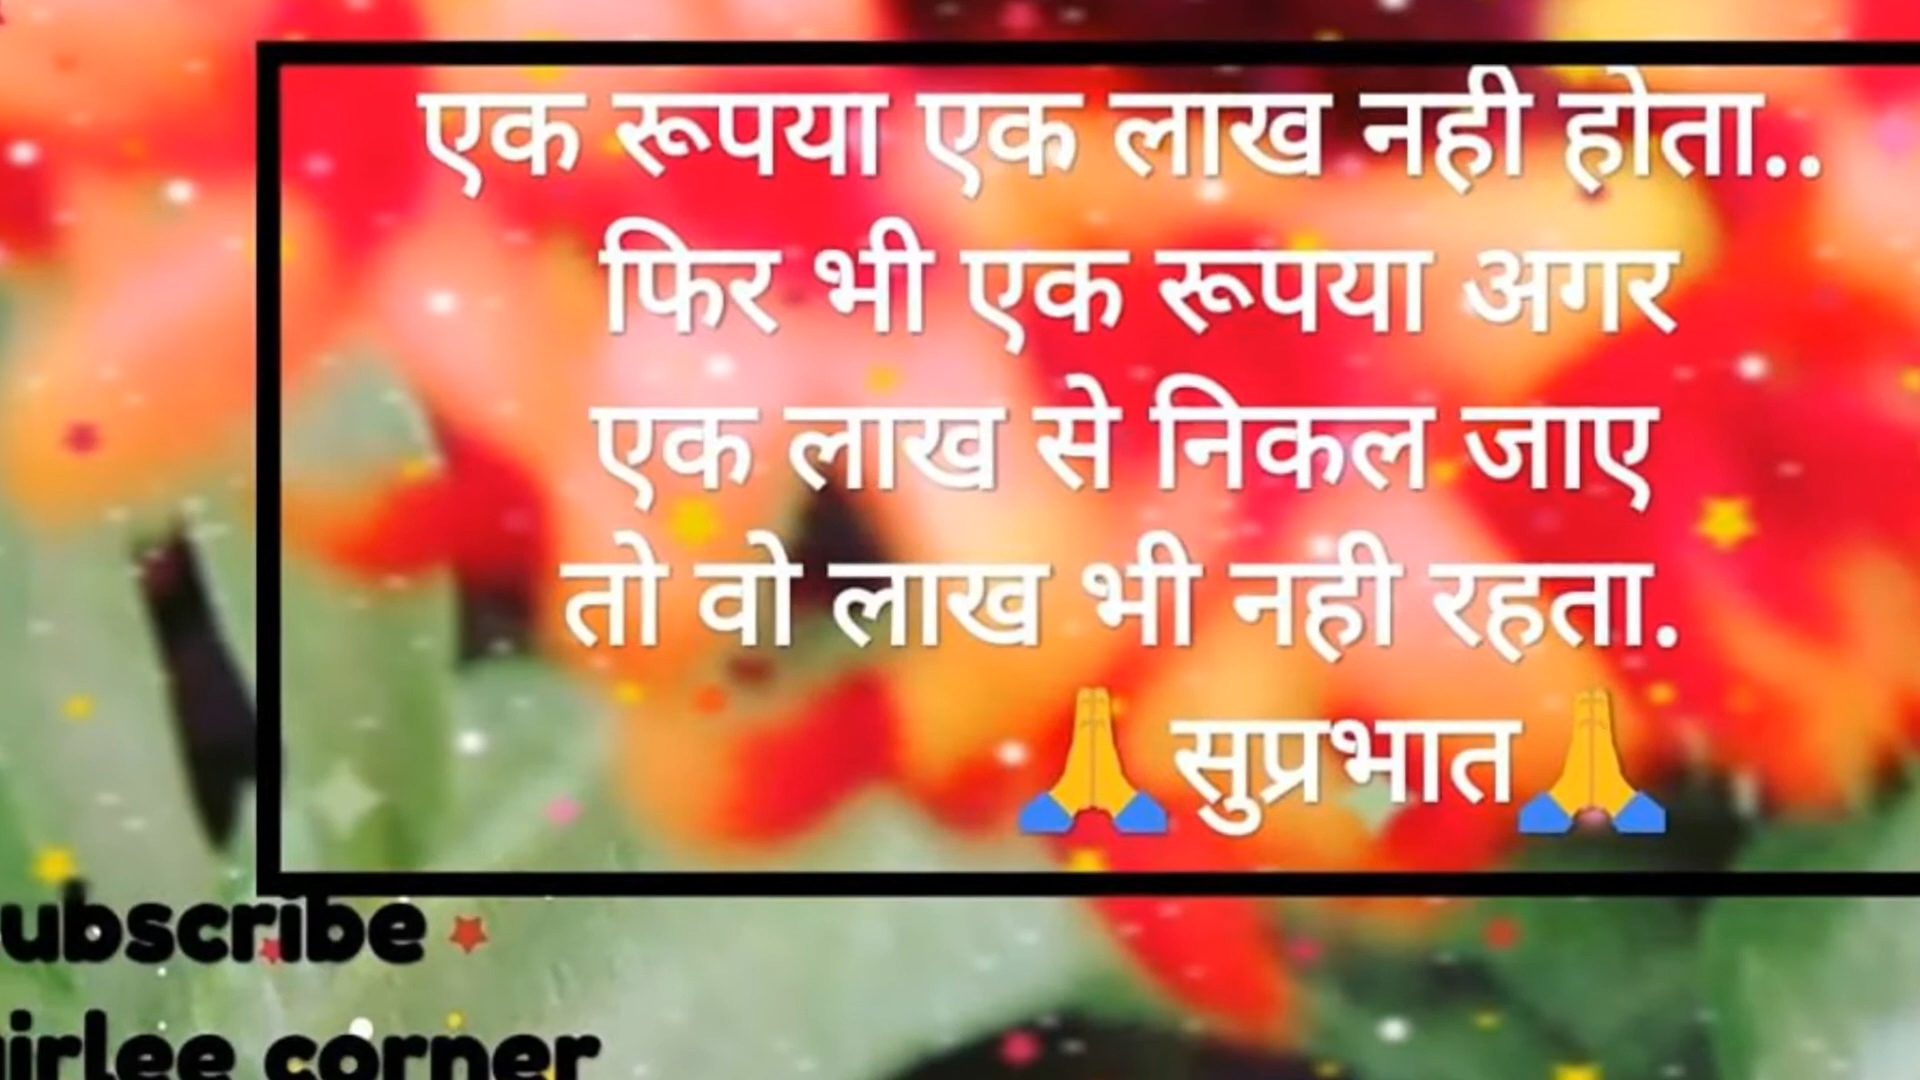 एक रूपया एक लाख नही होता..
फिर भी एक रूपया अगर
एक लाख से निकल जाए
तो वो लाख भी नही रहता.
🙏सुप्रभात🙏
ubscribe
irlee corner